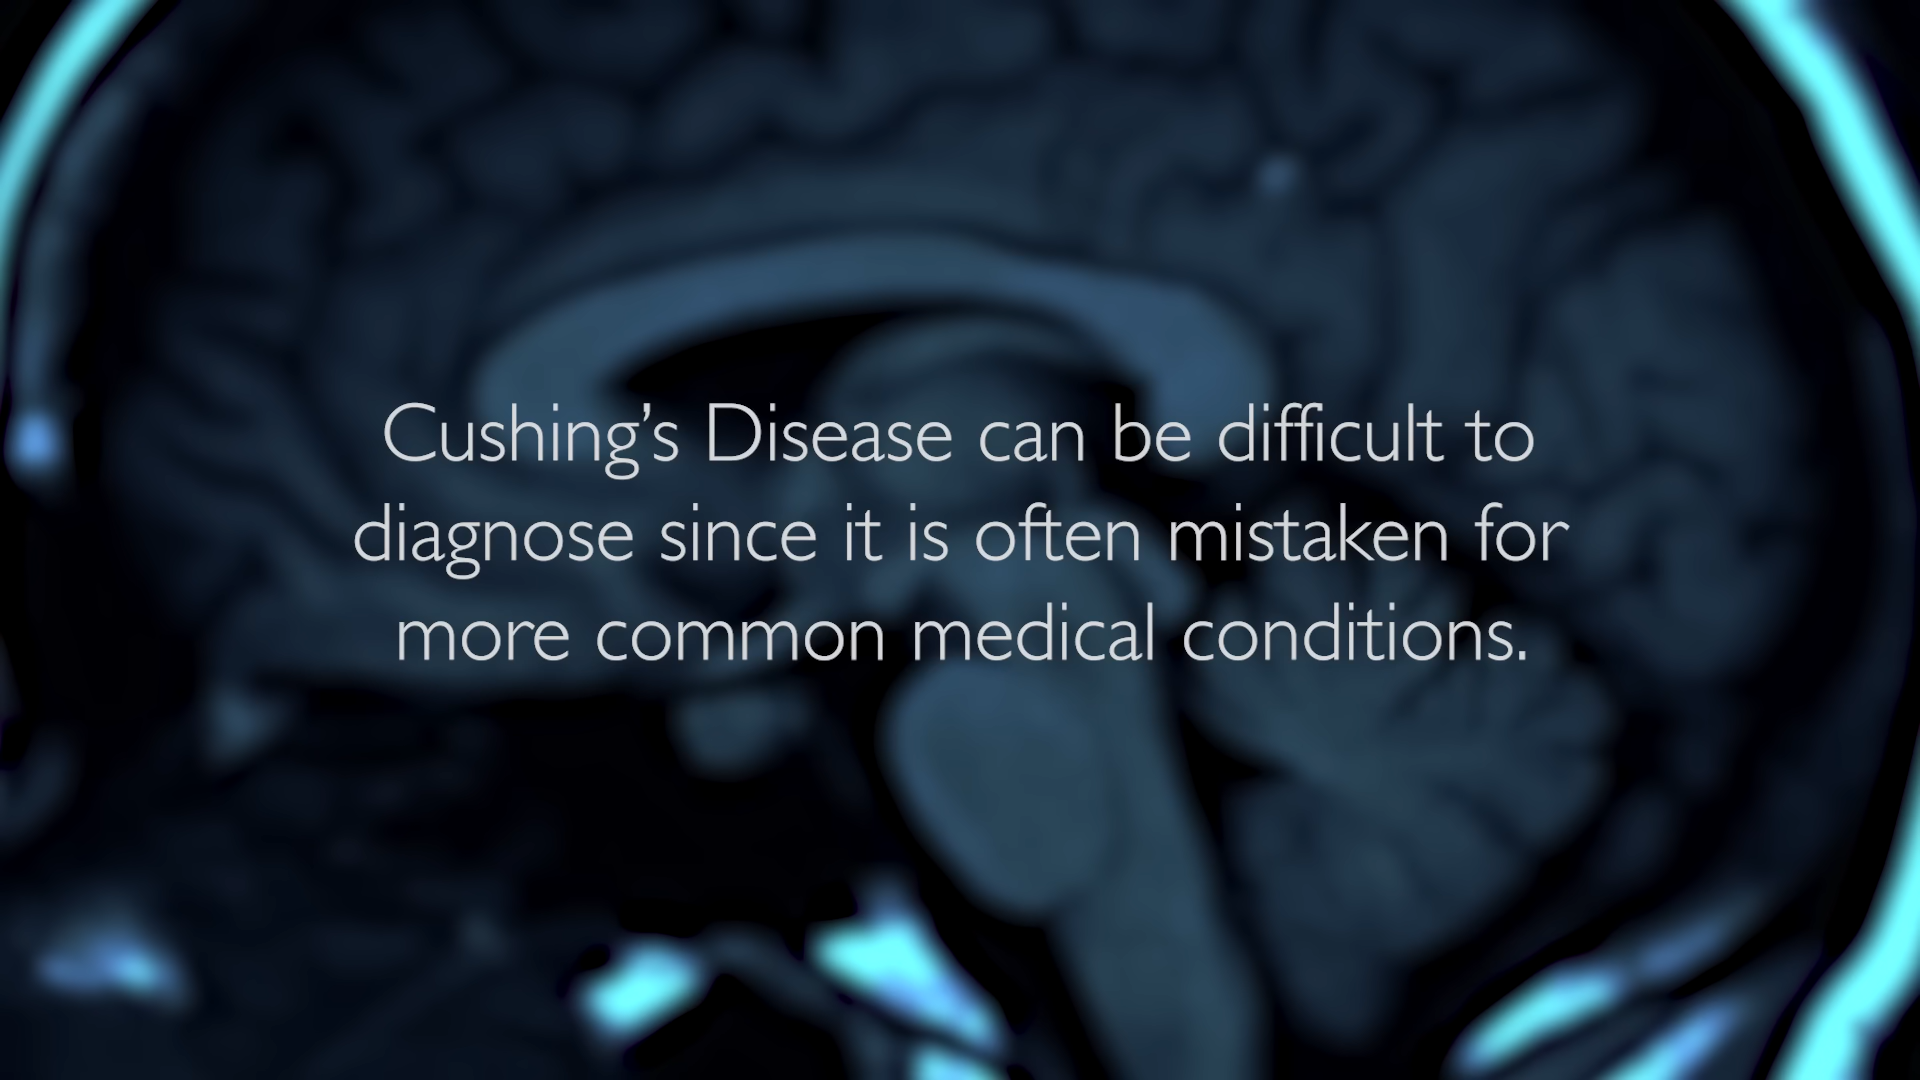 Cushing’s Disease can be difficult to
diagnose since it is often mistaken for
more common medical conditions.